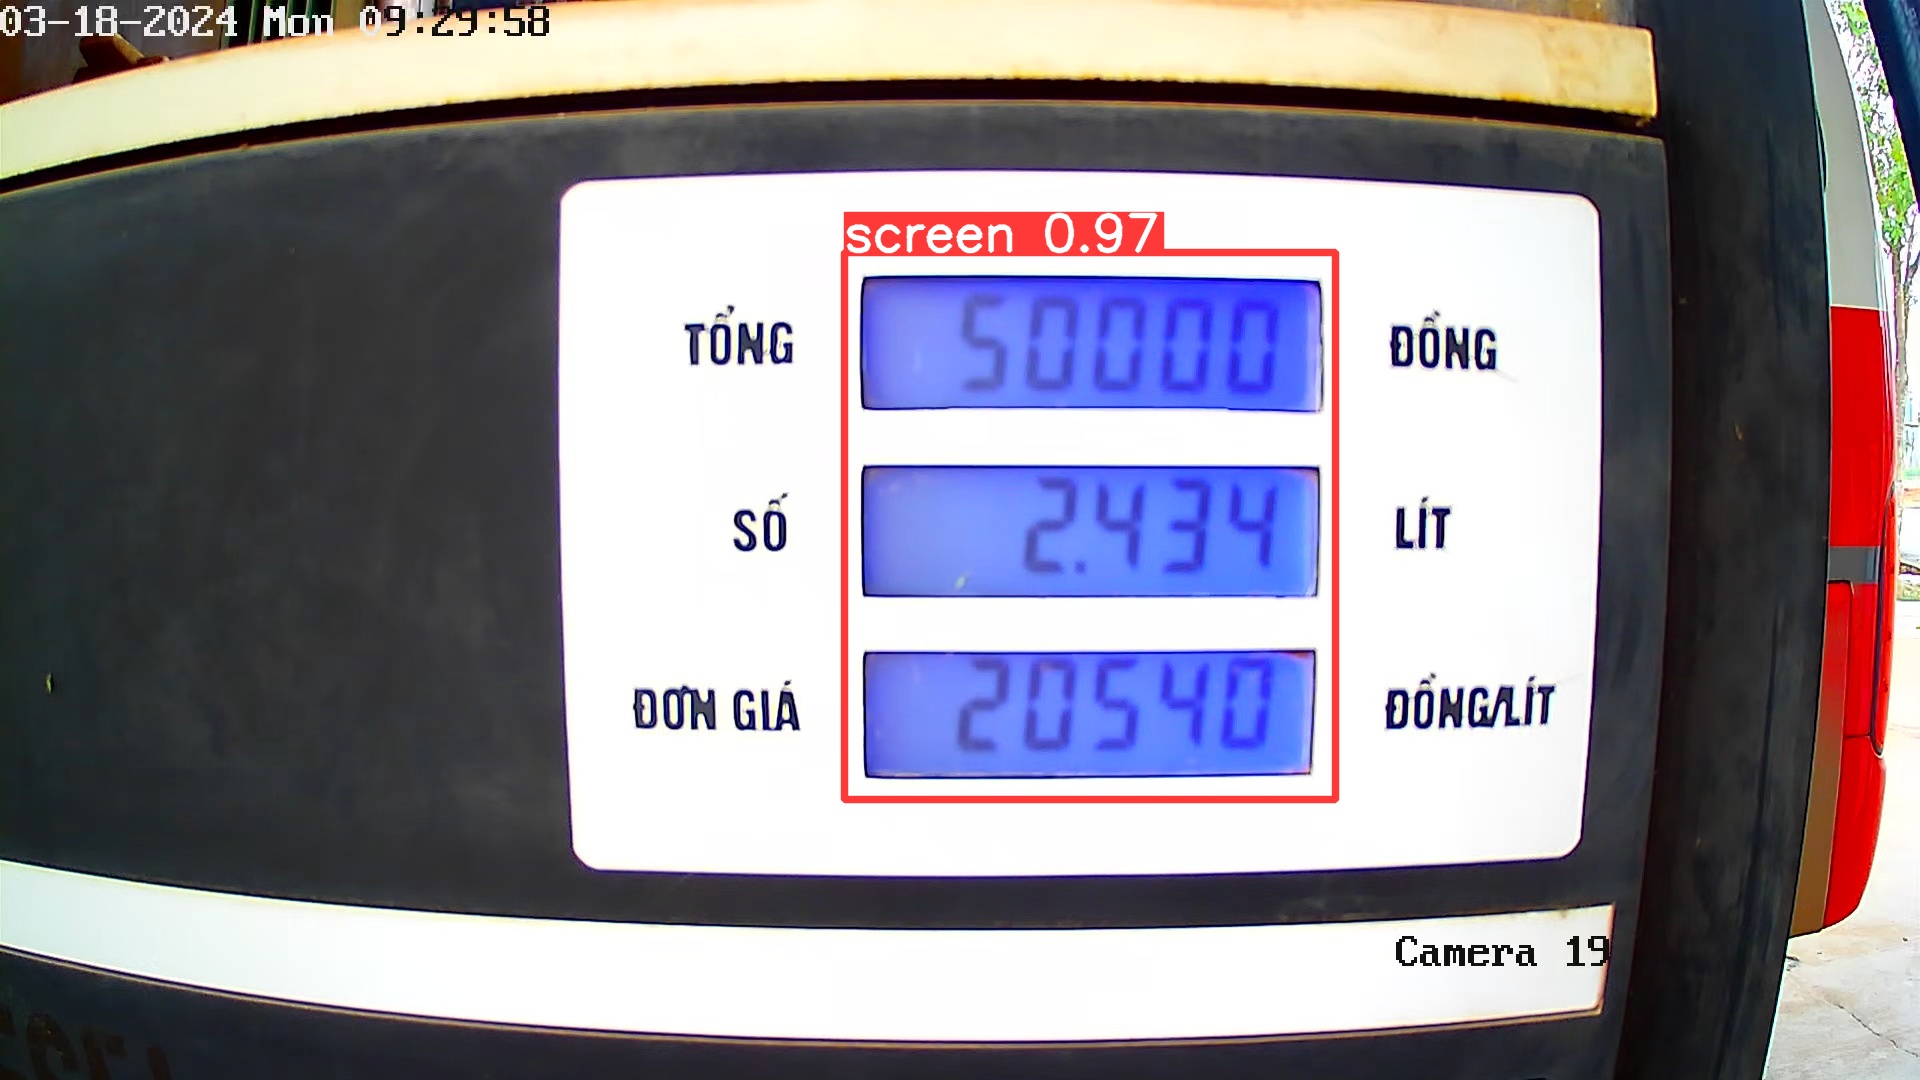 03-18-2024 Mon 09:29:58
screen 0.97
TỔNG 50000 ĐỒNG
SỐ 2.434 LÍT
ĐƠN GIÁ 20540 ĐỒNG/LÍT
Camera 19